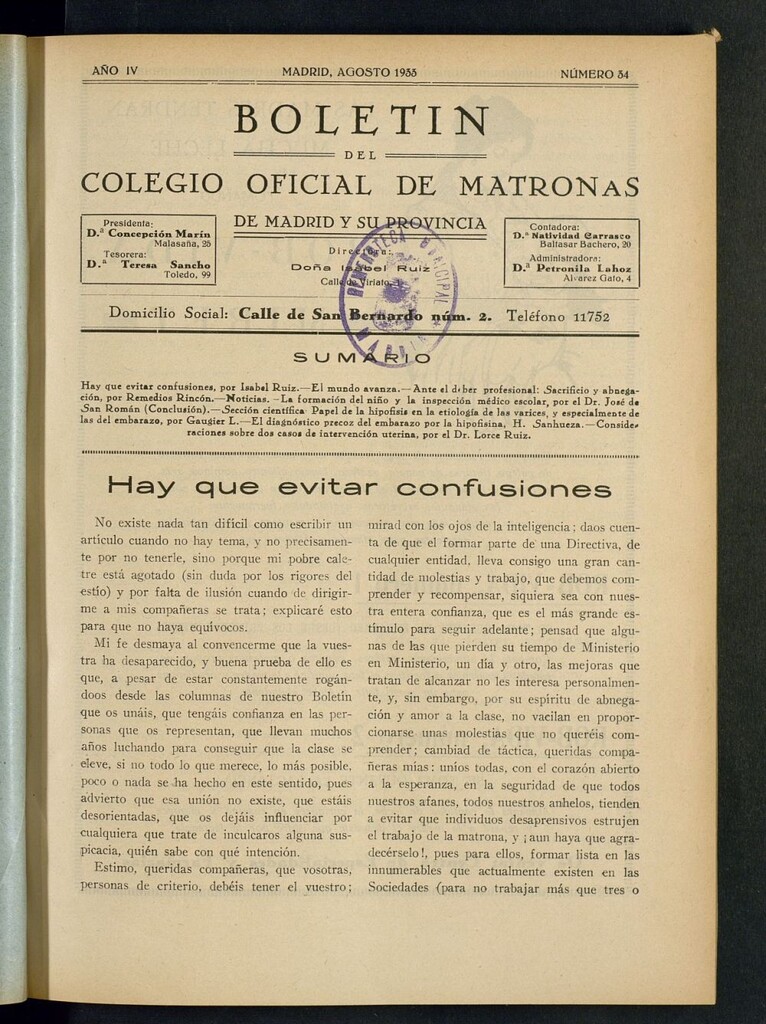 AÑO IV
MADRID, AGOSTO 1933
NÚMERO 34
BOLETIN
DEL
COLEGIO OFICIAL DE MATRONAS
DE MADRID Y SU PROVINCIA
Presidenta:
D.ª Concepción Marín
Malasaña, 25
Tesorera:
D.ª Teresa Sancho
Toledo, 99
Directora:
Doña Isabel Ruiz
Calle de Viriato,
Contadora:
D.ª Natividad Carrasco
Baltasar Bachero, 20
Administradora:
D.ª Petronila Lahoz
Alvarez Gato, 4
HEMEROTECA MUNICIPAL
MADRID
Domicilio Social: Calle de San Bernardo núm. 2. Teléfono 11752
SUMARIO
Hay que evitar confusiones, por Isabel Ruiz.—El mundo avanza.—Ante el deber profesional: Sacrificio y abnega-
ción, por Remedios Rincón.—Noticias. -La formación del niño y la inspección médico escolar, por el Dr. José de
San Román (Conclusión).—Sección científica Papel de la hipofisis en la etiología de las varices, y especialmente de
las del embarazo, por Gaugier L.—El diagnóstico precoz del embarazo por la hipofisina, H. Sanhueza.—Conside-
raciones sobre dos casos de intervención uterina, por el Dr. Lorce Ruiz.
Hay que evitar confusiones
No existe nada tan difícil como escribir un
artículo cuando no hay tema, y no precisamen-
te por no tenerle, sino porque mi pobre cale-
tre está agotado (sin duda por los rigores del
estío) y por falta de ilusión cuando de dirigir-
me a mis compañeras se trata; explicaré esto
para que no haya equívocos.
Mi fe desmaya al convencerme que la vues-
tra ha desaparecido, y buena prueba de ello es
que, a pesar de estar constantemente rogán-
doos desde las columnas de nuestro Boletín
que os unáis, que tengáis confianza en las per-
sonas que os representan, que llevan muchos
años luchando para conseguir que la clase se
eleve, si no todo lo que merece, lo más posible,
poco o nada se ha hecho en este sentido, pues
advierto que esa unión no existe, que estáis
desorientadas, que os dejáis influenciar por
cualquiera que trate de inculcaros alguna sus-
picacia, quién sabe con qué intención.
Estimo, queridas compañeras, que vosotras,
personas de criterio, debéis tener el vuestro;
mirad con los ojos de la inteligencia; daos cuen-
ta de que el formar parte de una Directiva, de
cualquier entidad, lleva consigo una gran can-
tidad de molestias y trabajo, que debemos com-
prender y recompensar, siquiera sea con nues-
tra entera confianza, que es el más grande es-
tímulo para seguir adelante; pensad que algu-
nas de las que pierden su tiempo de Ministerio
en Ministerio, un día y otro, las mejoras que
tratan de alcanzar no les interesa personalmen-
te, y, sin embargo, por su espíritu de abnega-
ción y amor a la clase, no vacilan en propor-
cionarse unas molestias que no queréis com-
prender; cambiad de táctica, queridas compa-
ñeras mías: uníos todas, con el corazón abierto
a la esperanza, en la seguridad de que todos
nuestros afanes, todos nuestros anhelos, tienden
a evitar que individuos desaprensivos estrujen
el trabajo de la matrona, y ¡aun haya que agra-
decérselo!, pues para ellos, formar lista en las
innumerables que actualmente existen en las
Sociedades (para no trabajar más que tres o